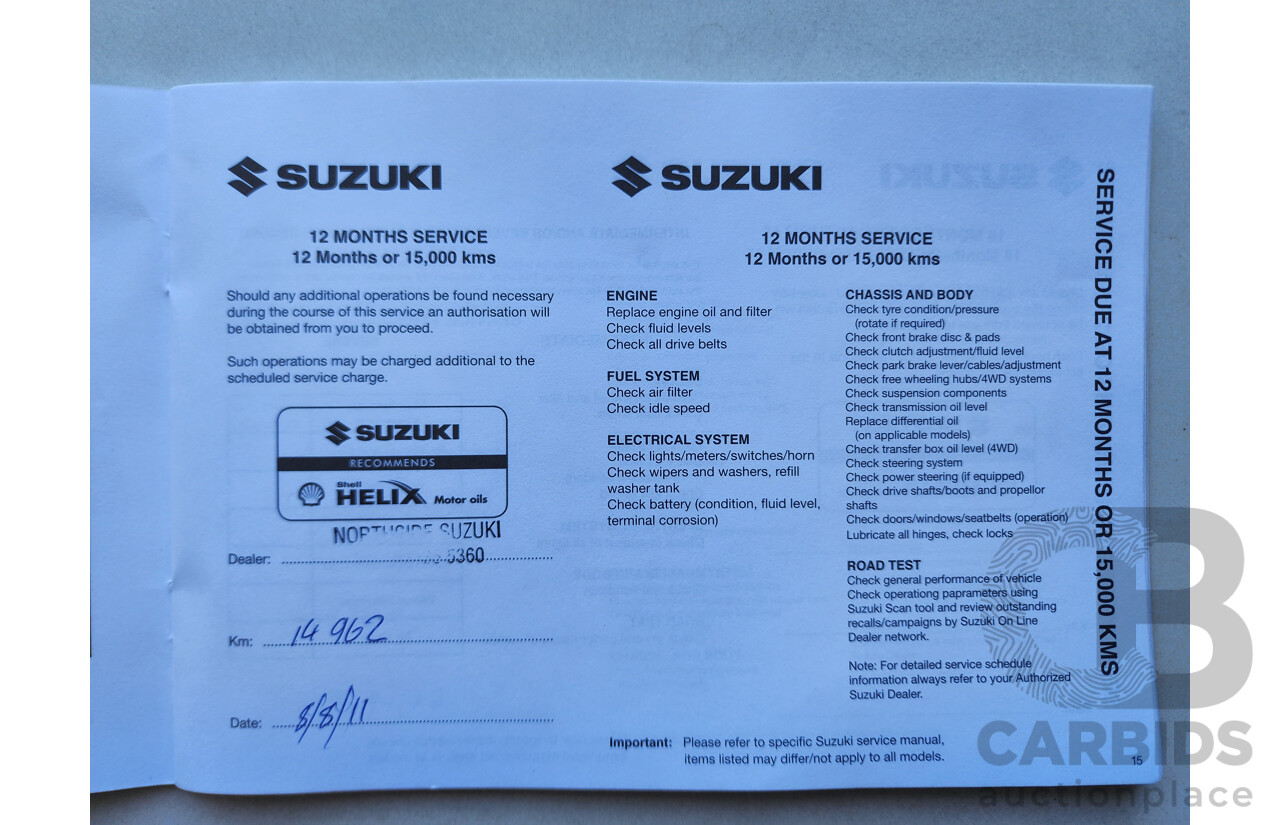 SUZUKI
12 MONTHS SERVICE
12 Months or 15,000 kms
Should any additional operations be found necessary
during the course of this service an authorisation will
be obtained from you to proceed.
Such operations may be charged additional to the
scheduled service charge.
SUZUKI
RECOMMENDS
Shell
HELIX Motor oils
NORTHSIDE SUZUKI
5360
Dealer:
Km: 14 962
Date: 8/8/11
SUZUKI
12 MONTHS SERVICE
12 Months or 15,000 kms
ENGINE
Replace engine oil and filter
Check fluid levels
Check all drive belts
FUEL SYSTEM
Check air filter
Check idle speed
ELECTRICAL SYSTEM
Check lights/meters/switches/horn
Check wipers and washers, refill
washer tank
Check battery (condition, fluid level,
terminal corrosion)
CHASSIS AND BODY
Check tyre condition/pressure
(rotate if required)
Check front brake disc & pads
Check clutch adjustment/fluid level
Check park brake lever/cables/adjustment
Check free wheeling hubs/4WD systems
Check suspension components
Check transmission oil level
Replace differential oil
(on applicable models)
Check transfer box oil level (4WD)
Check steering system
Check power steering (if equipped)
Check drive shafts/boots and propellor
shafts
Check doors/windows/seatbelts (operation)
Lubricate all hinges, check locks
ROAD TEST
Check general performance of vehicle
Check operationg paprameters using
Suzuki Scan tool and review outstanding
recalls/campaigns by Suzuki On Line
Dealer network.
Note: For detailed service schedule
information always refer to your Authorized
Suzuki Dealer.
Important: Please refer to specific Suzuki service manual,
items listed may differ/not apply to all models.
SERVICE DUE AT 12 MONTHS OR 15,000 KMS
15
CB
CARBIDS
auctionplace